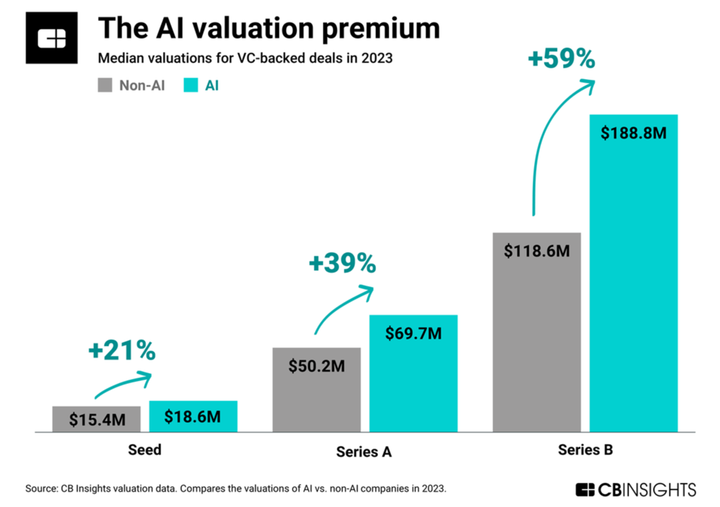 The AI valuation premium
Median valuations for VC-backed deals in 2023
Non-AI AI
+21%
+39%
+59%
$15.4M
$18.6M
$50.2M
$69.7M
$118.6M
$188.8M
Seed
Series A
Series B
Source: CB Insights valuation data. Compares the valuations of AI vs. non-AI companies in 2023.
CBINSIGHTS